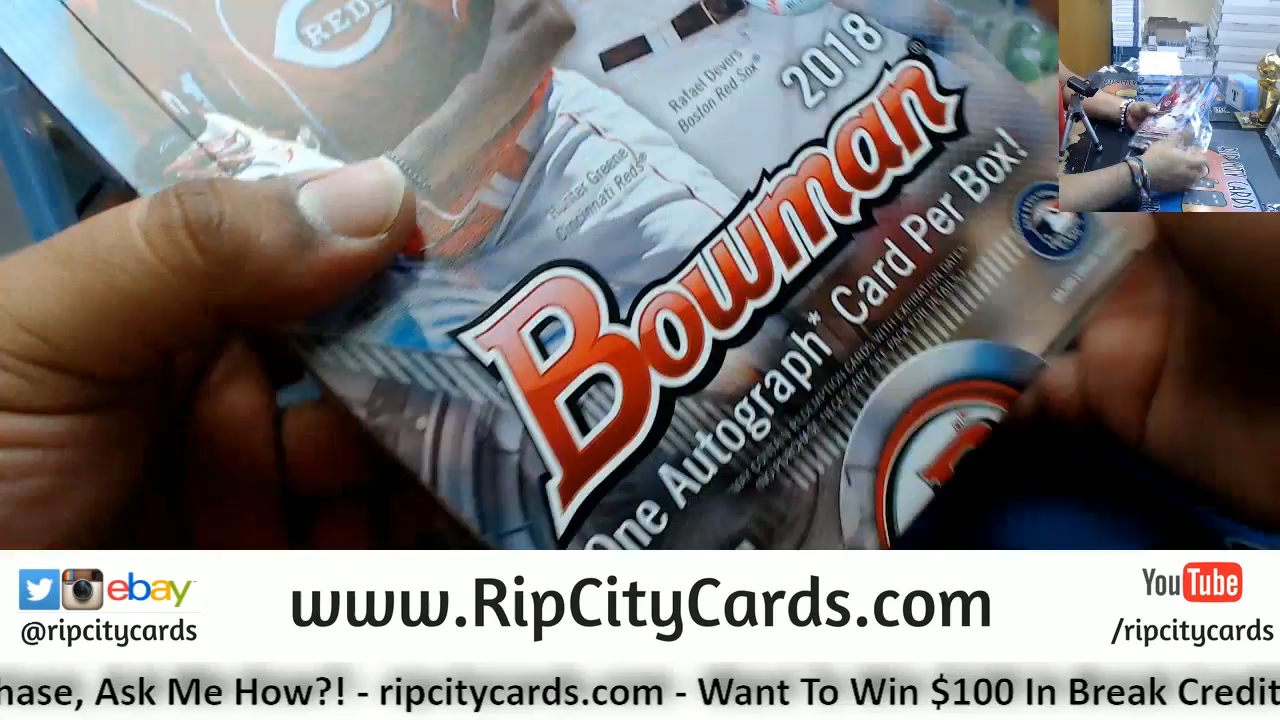 REDS
Rafael Devers
Boston Red Sox®
2018
Bowman®
Hunter Greene
Cincinnati Reds®
One Autograph* Card Per Box!
ebay
@ripcitycards
www.RipCityCards.com
YouTube
/ripcitycards
hase, Ask Me How?! - ripcitycards.com - Want To Win $100 In Break Credit